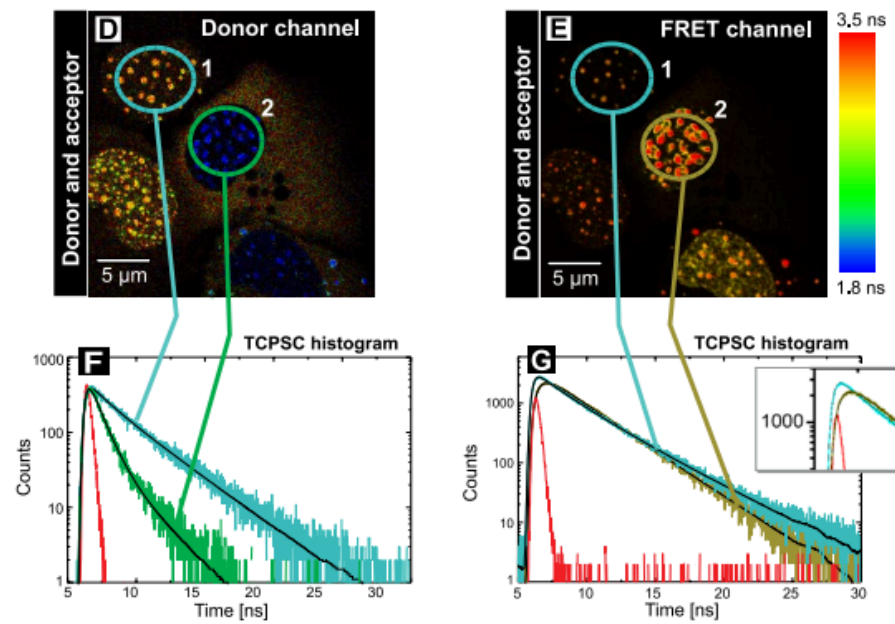 D
Donor channel
1
2
Donor and acceptor
5 µm
E
FRET channel
1
2
Donor and acceptor
5 µm
3.5 ns
1.8 ns
F
TCPSC histogram
1000
100
10
1
Counts
5
10
15
20
25
30
Time [ns]
G
TCPSC histogram
1000
100
10
1
Counts
5
10
15
20
25
30
Time [ns]
1000